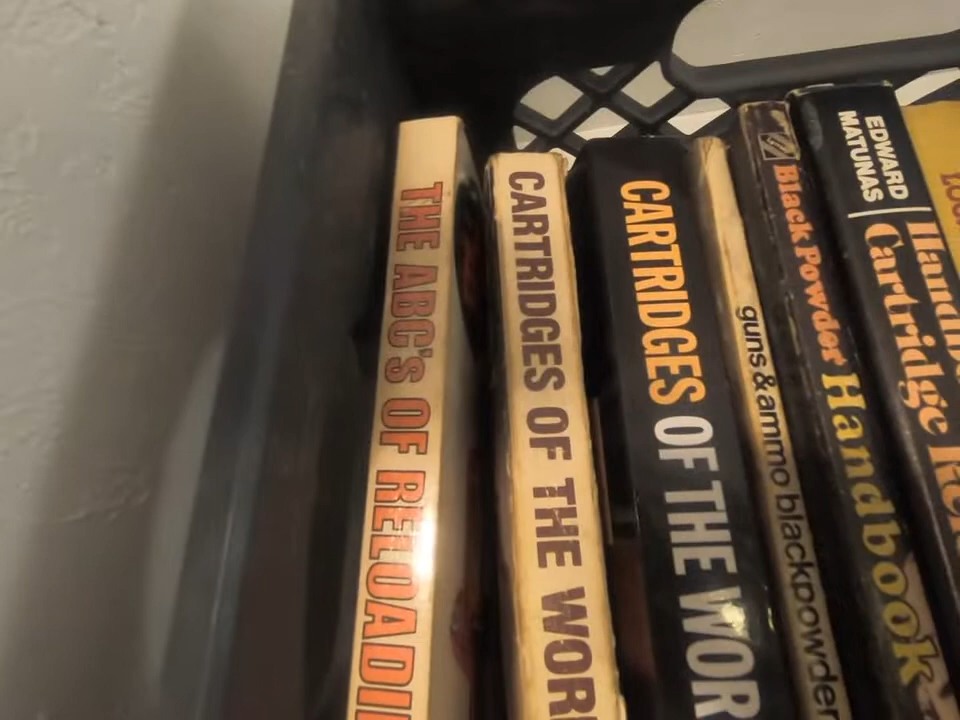 THE ABC'S OF RELOADI
CARTRIDGES OF THE WORL
CARTRIDGES OF THE WOR
guns & ammo blackpowder
Black Powder Handbook
EDWARD
MATUNAS
Cartridge